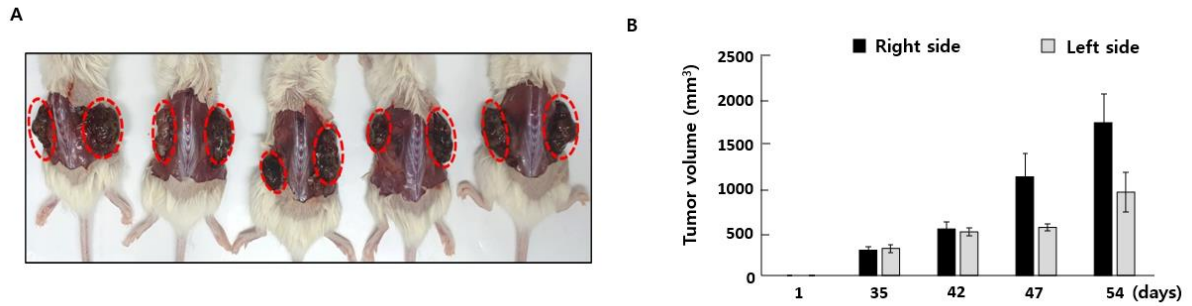 A
B
Right side
Left side
Tumor volume (mm³)
2500
2000
1500
1000
500
0
1
35
42
47
54
(days)